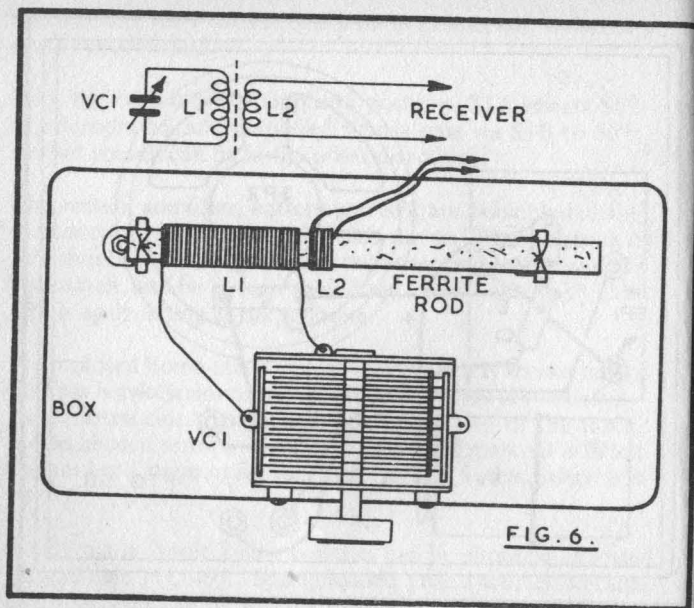 VC1 L1 L2 RECEIVER
L1 L2 FERRITE
ROD
BOX
VC1
FIG. 6.